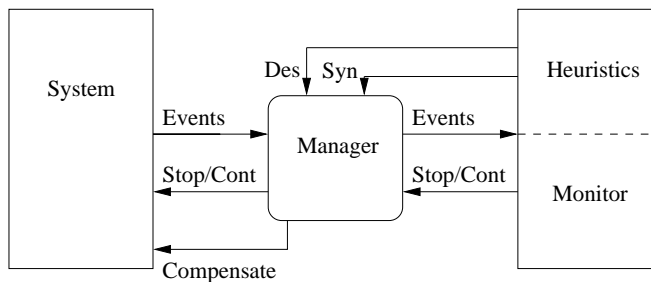 Des Syn
System Heuristics
Events Events
Manager
Stop/Cont Stop/Cont
Monitor
Compensate